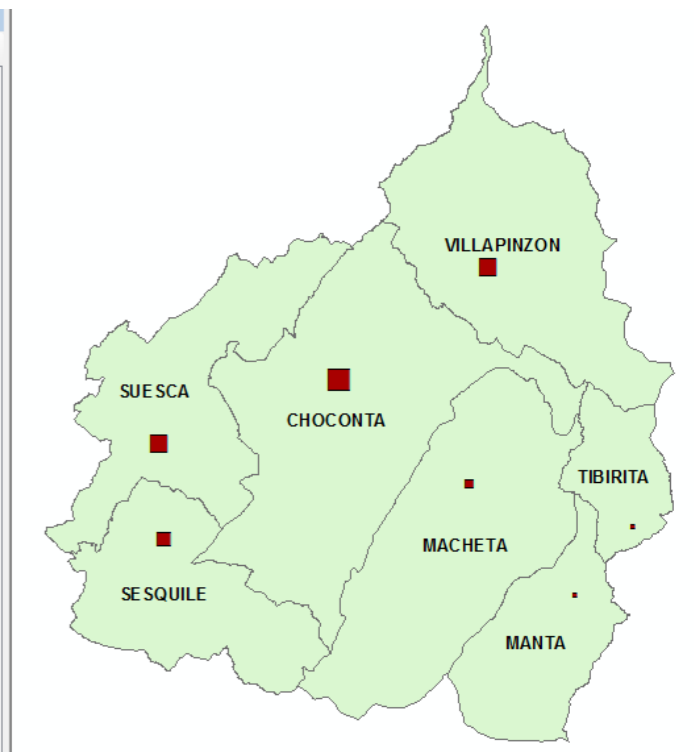 VILLAPINZON
SUESCA
CHOCONTA
TIBIRITA
MACHETA
SESQUILE
MANTA